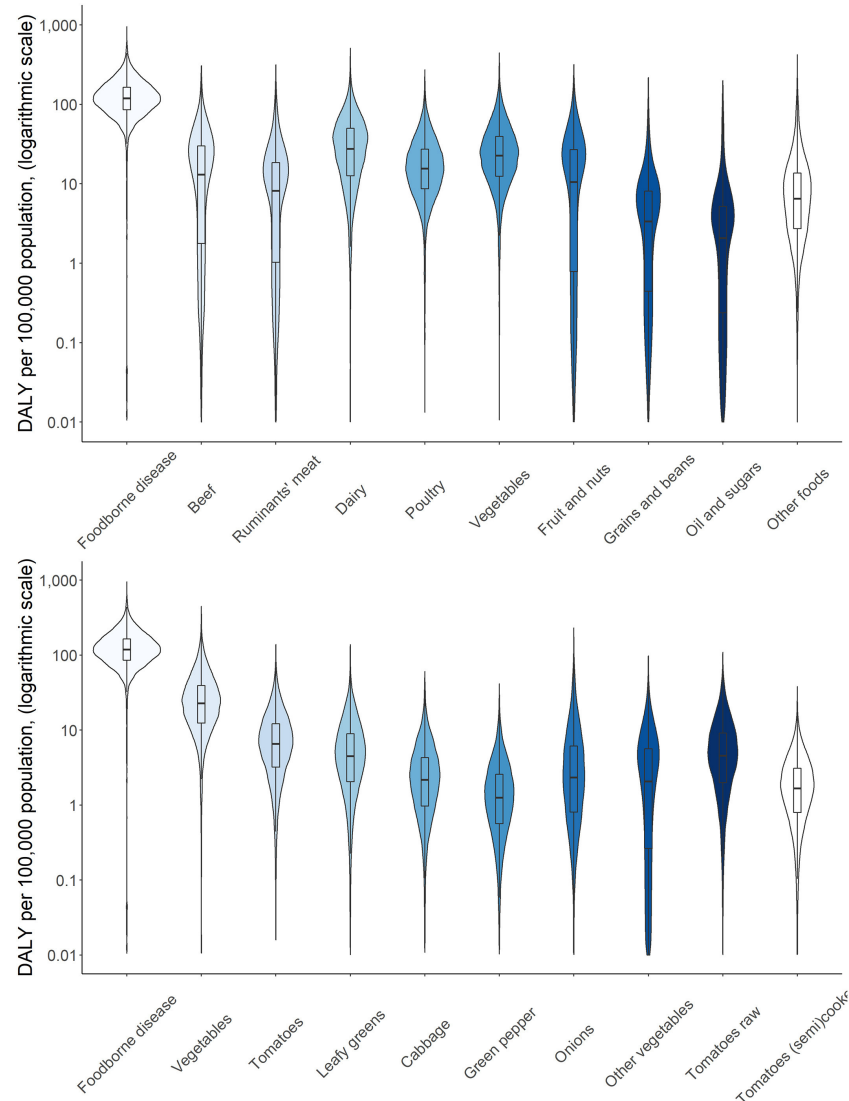 DALY per 100,000 population, (logarithmic scale)
1,000
100
10
1
0.1
0.01
Foodborne disease
Beef
Ruminants' meat
Dairy
Poultry
Vegetables
Fruit and nuts
Grains and beans
Oil and sugars
Other foods
DALY per 100,000 population, (logarithmic scale)
1,000
100
10
1
0.1
0.01
Foodborne disease
Vegetables
Tomatoes
Leafy greens
Cabbage
Green pepper
Onions
Other vegetables
Tomatoes raw
Tomatoes (semi)cooke